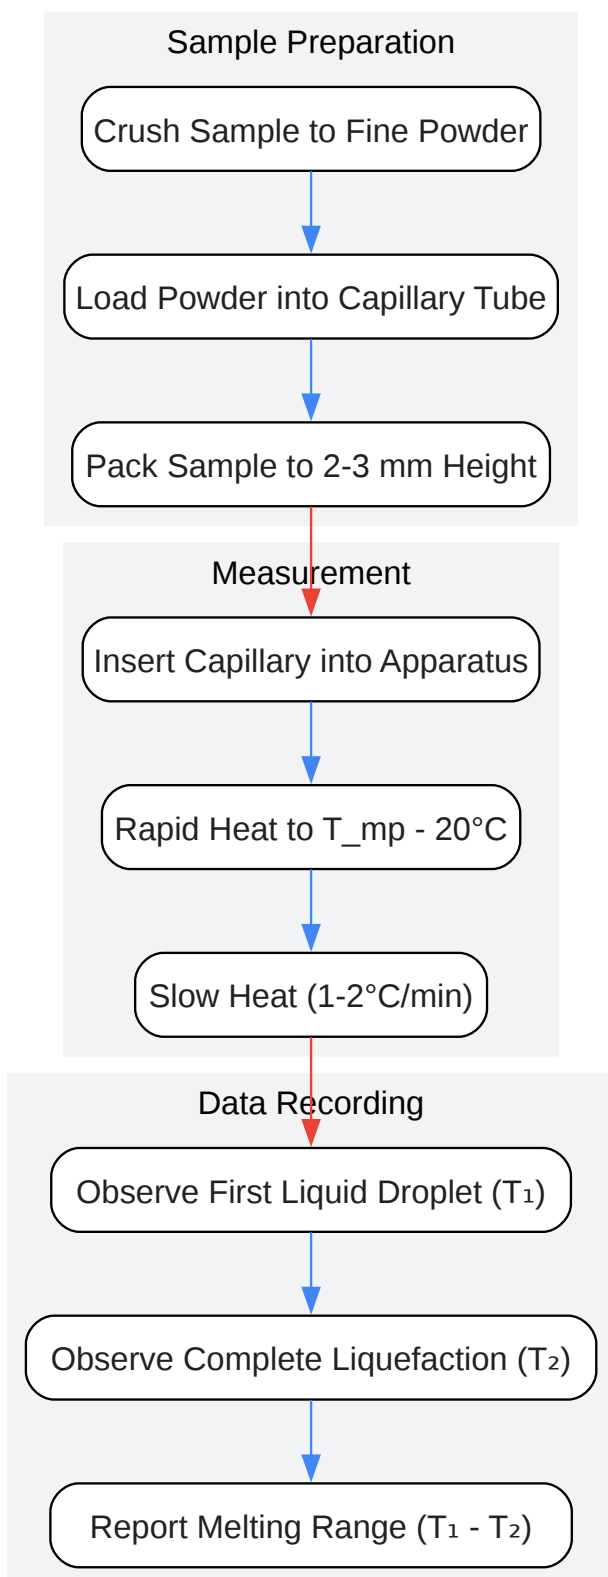 Sample Preparation
Crush Sample to Fine Powder
Load Powder into Capillary Tube
Pack Sample to 2-3 mm Height
Measurement
Insert Capillary into Apparatus
Rapid Heat to T_mp - 20°C
Slow Heat (1-2°C/min)
Data Recording
Observe First Liquid Droplet (T₁)
Observe Complete Liquefaction (T₂)
Report Melting Range (T₁ - T₂)